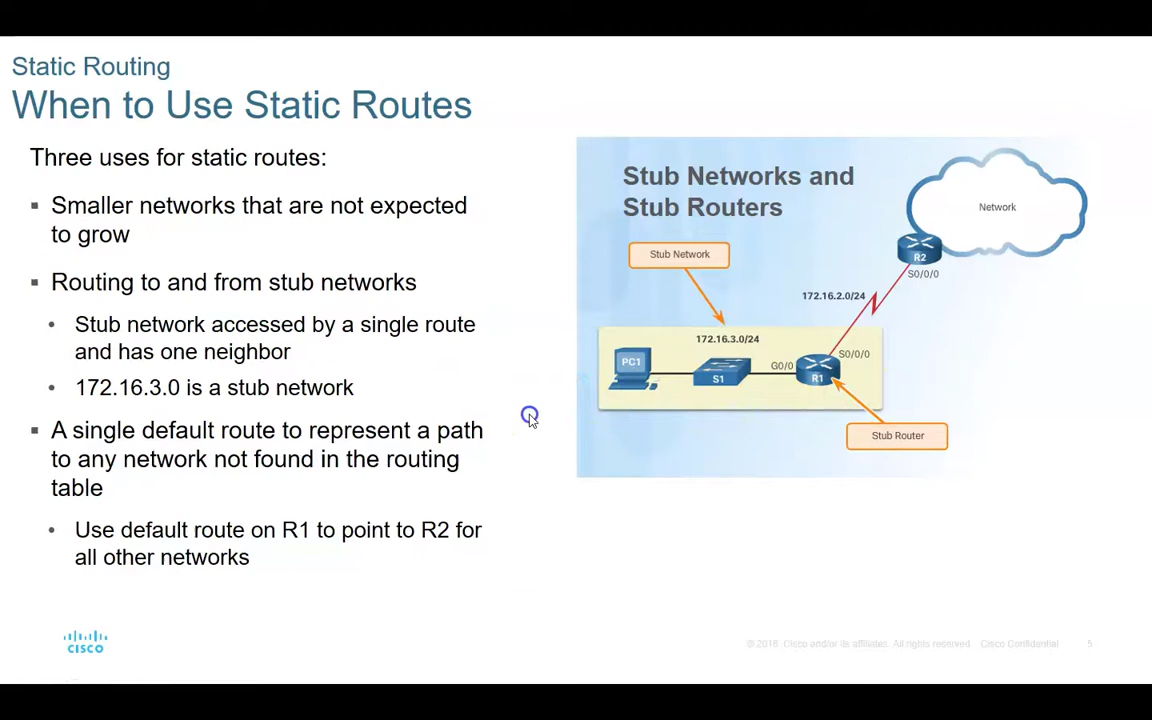 Static Routing
When to Use Static Routes
Three uses for static routes:
▪ Smaller networks that are not expected
to grow
▪ Routing to and from stub networks
• Stub network accessed by a single route
and has one neighbor
• 172.16.3.0 is a stub network
▪ A single default route to represent a path
to any network not found in the routing
table
• Use default route on R1 to point to R2 for
all other networks
Stub Networks and
Stub Routers
Network
Stub Network
R2
S0/0/0
172.16.2.0/24
172.16.3.0/24
S0/0/0
PC1
G0/0
S1
R1
Stub Router
CISCO
© 2016 Cisco and/or its affiliates. All rights reserved. Cisco Confidential
5